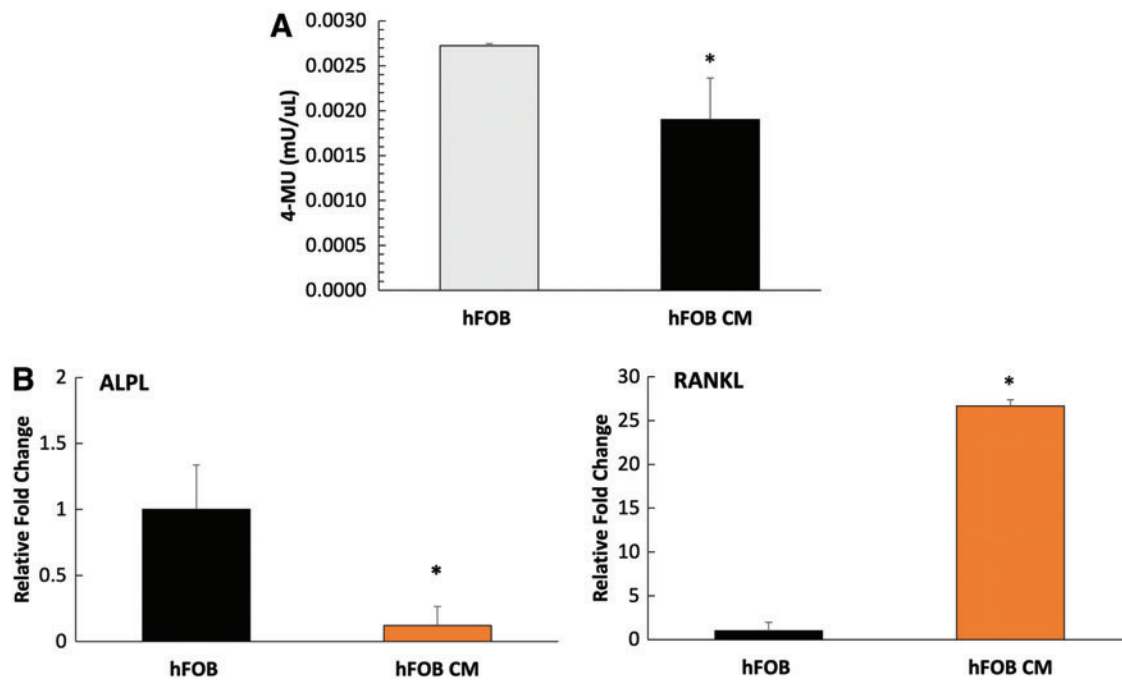 A
4-MU (mU/uL)
0.0030
0.0025
0.0020
0.0015
0.0010
0.0005
0.0000
*
hFOB
hFOB CM
B
ALPL
Relative Fold Change
2
1.5
1
0.5
0
*
hFOB
hFOB CM
RANKL
Relative Fold Change
30
25
20
15
10
5
0
*
hFOB
hFOB CM